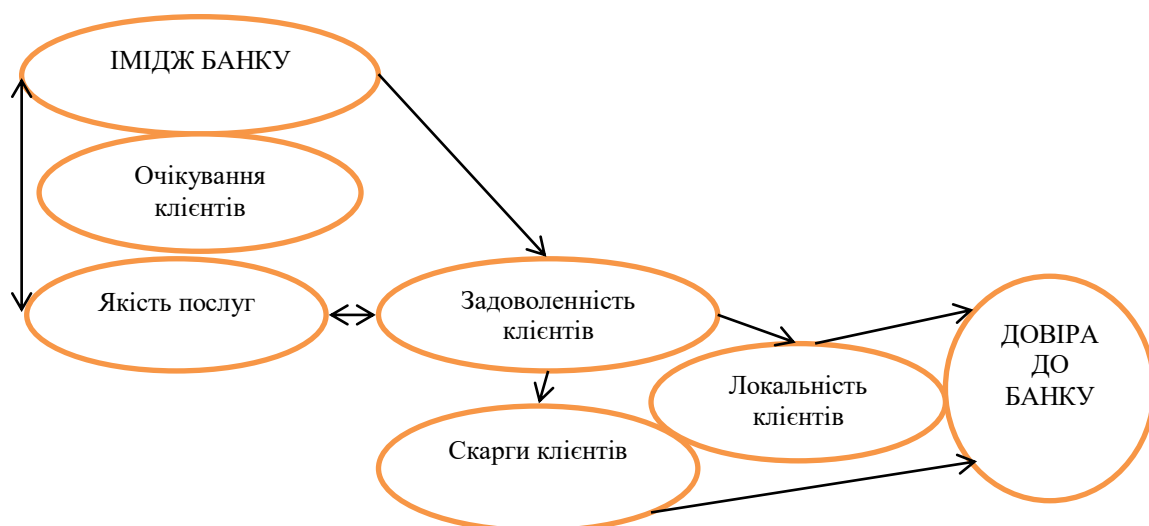 ІМІДЖ БАНКУ
Очікування
клієнтів
Якість послуг
Задоволенність
клієнтів
Локальність
клієнтів
Скарги клієнтів
ДОВІРА
ДО
БАНКУ